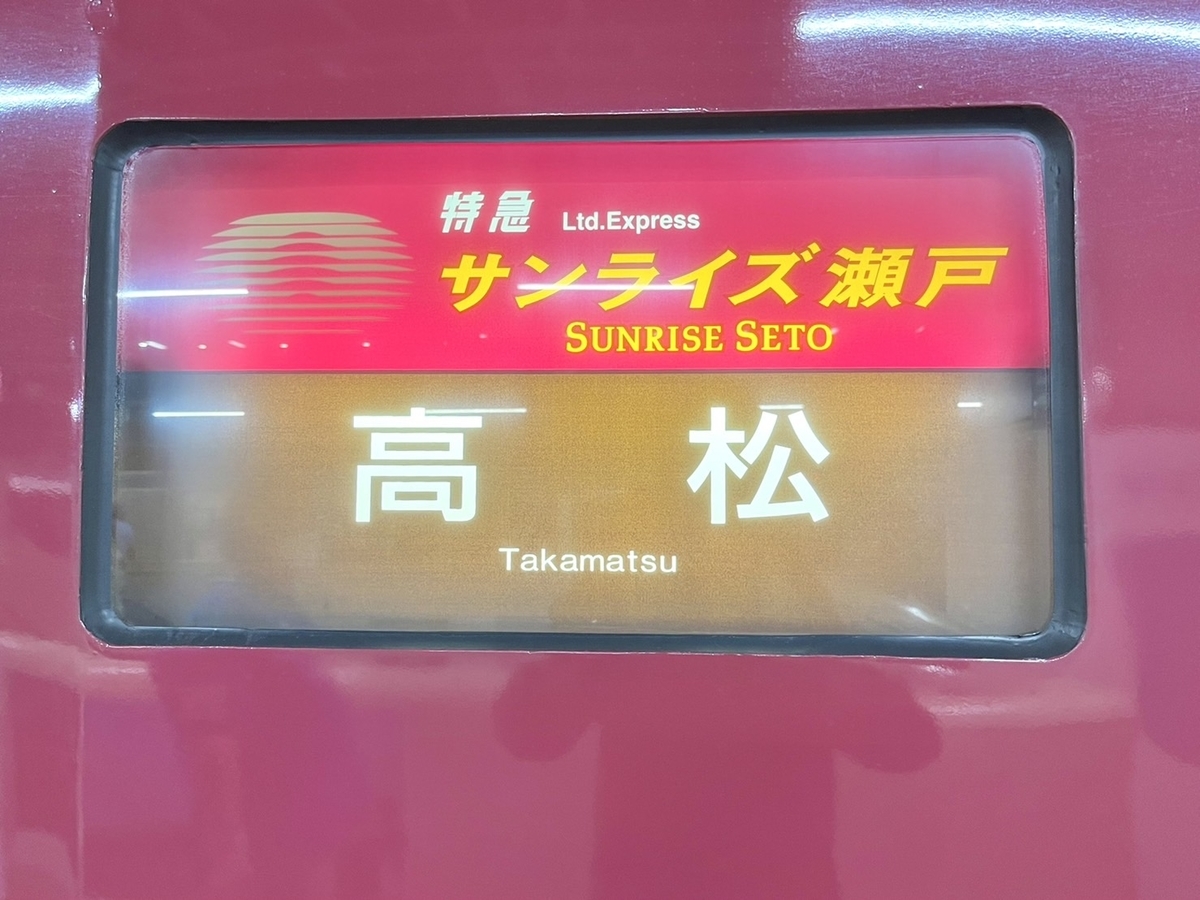 特急 Ltd.Express
サンライズ瀬戸
SUNRISE SETO
高松
Takamatsu